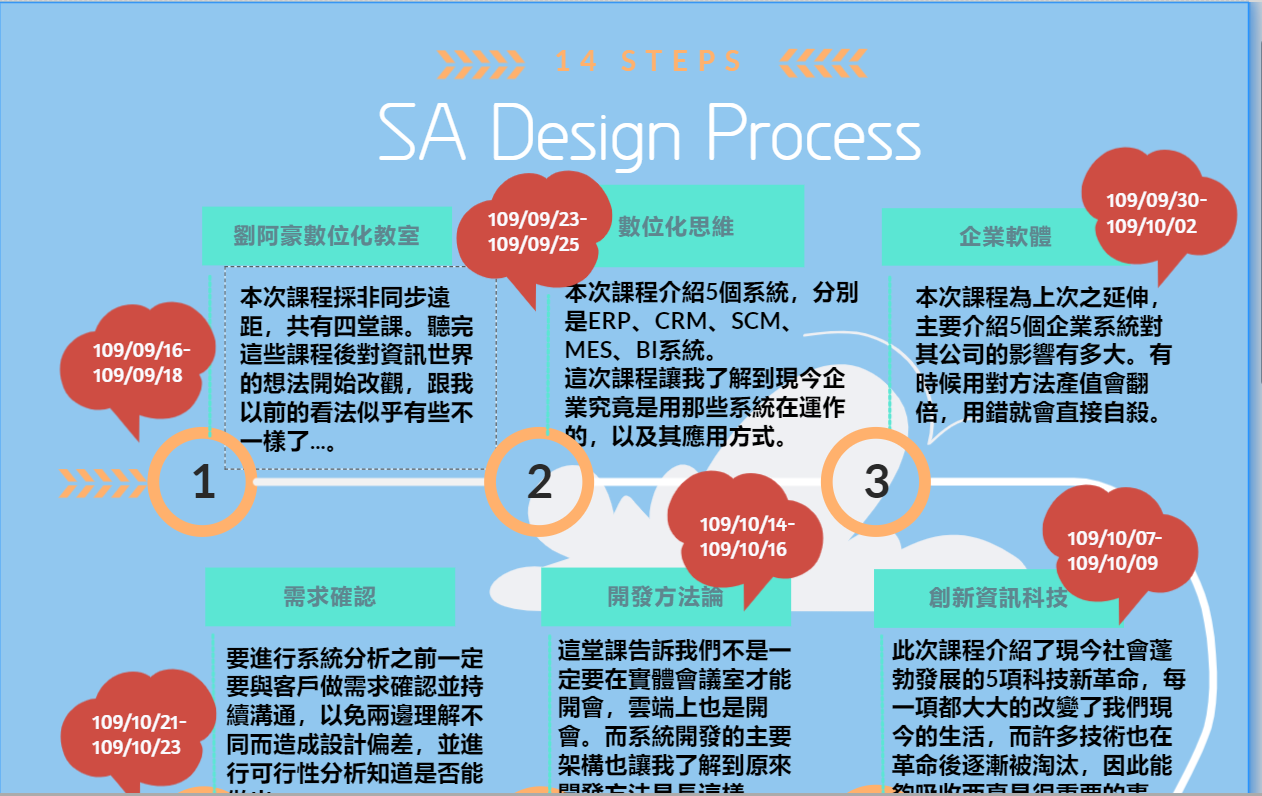 14 STEPS
SA Design Process
109/09/16-
109/09/18
劉阿豪數位化教室
本次課程採非同步遠
距，共有四堂課。聽完
這些課程後對資訊世界
的想法開始改觀，跟我
以前的看法似乎有些不
一樣了...。
1
109/09/23-
109/09/25
數位化思維
本次課程介紹5個系統，分別
是ERP、CRM、SCM、
MES、BI系統。
這次課程讓我了解到現今企
業究竟是用那些系統在運作
的，以及其應用方式。
2
109/09/30-
109/10/02
企業軟體
本次課程為上次之延伸，
主要介紹5個企業系統對
其公司的影響有多大。有
時候用對方法產值會翻
倍，用錯就會直接自殺。
3
109/10/21-
109/10/23
需求確認
要進行系統分析之前一定
要與客戶做需求確認並持
續溝通，以免兩邊理解不
同而造成設計偏差，並進
行可行性分析知道是否能
109/10/14-
109/10/16
開發方法論
這堂課告訴我們不是一
定要在實體會議室才能
開會，雲端上也是開
會。而系統開發的主要
架構也讓我了解到原來
開發方法是長這樣
109/10/07-
109/10/09
創新資訊科技
此次課程介紹了現今社會蓬
勃發展的5項科技新革命，每
一項都大大的改變了我們現
今的生活，而許多技術也在
革命後逐漸被淘汰，因此能
夠吸收西真是很重要的事